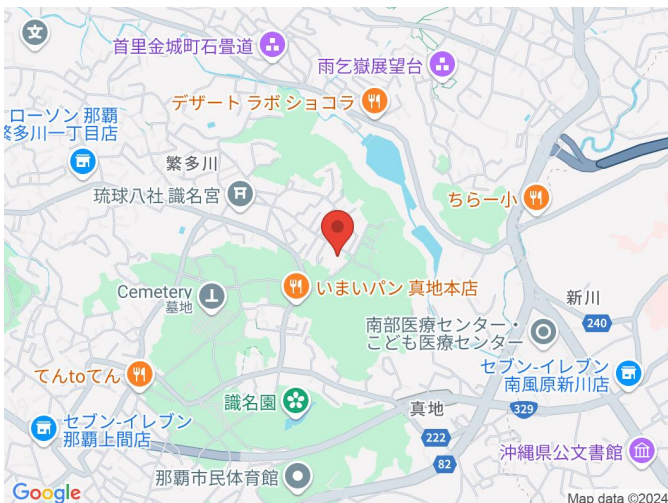 文
首里金城町石畳道
雨乞嶽展望台
デザート ラボ ショコラ
ローソン 那覇
繁多川一丁目店
繁多川
琉球八社 識名宮
ちらー小
Cemetery
墓地
いまいパン 真地本店
新川
240
南部医療センター・
こども医療センター
てんtoてん
セブン-イレブン
南風原新川店
識名園
真地
329
セブン-イレブン
那覇上間店
222
82
沖縄県公文書館
那覇市民体育館
Google
Map data ©2024